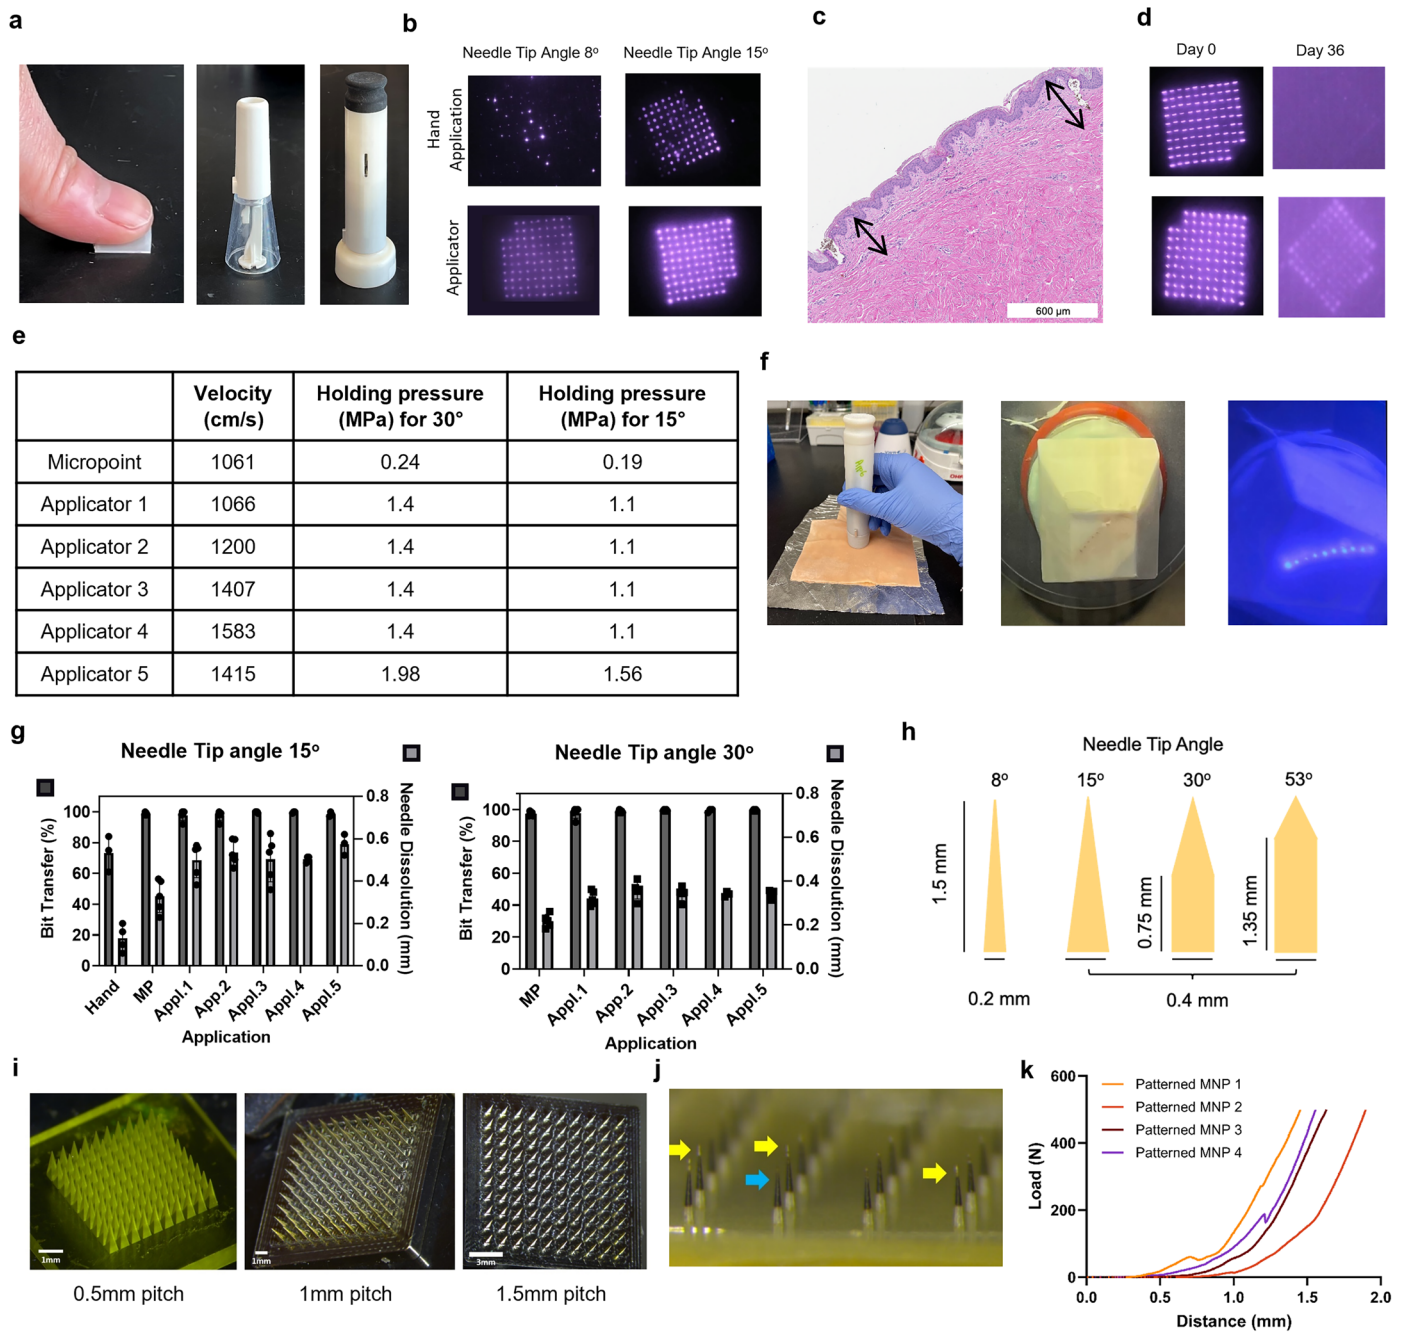 a
b
Needle Tip Angle 8º
Needle Tip Angle 15º
Hand
Application
Applicator
c
600 µm
d
Day 0
Day 36
e
Velocity
(cm/s)
Holding pressure
(MPa) for 30°
Holding pressure
(MPa) for 15°
Micropoint 1061 0.24 0.19
Applicator 1 1066 1.4 1.1
Applicator 2 1200 1.4 1.1
Applicator 3 1407 1.4 1.1
Applicator 4 1583 1.4 1.1
Applicator 5 1415 1.98 1.56
f
g
Needle Tip angle 15º
Bit Transfer (%)
100
80
60
40
20
0
0.8
0.6
0.4
0.2
0.0
Needle Dissolution (mm)
Hand MP Appl.1 App.2 Appl.3 Appl.4 Appl.5
Application
Needle Tip angle 30º
Bit Transfer (%)
100
80
60
40
20
0
0.8
0.6
0.4
0.2
0.0
Needle Dissolution (mm)
MP Appl.1 App.2 Appl.3 Appl.4 Appl.5
Application
h
Needle Tip Angle
8º 15º 30º 53º
1.5 mm
0.75 mm
1.35 mm
0.2 mm
0.4 mm
i
1mm
1mm
3mm
0.5mm pitch
1mm pitch
1.5mm pitch
j
k
Patterned MNP 1
Patterned MNP 2
Patterned MNP 3
Patterned MNP 4
Load (N)
600
400
200
0
0.0 0.5 1.0 1.5 2.0
Distance (mm)